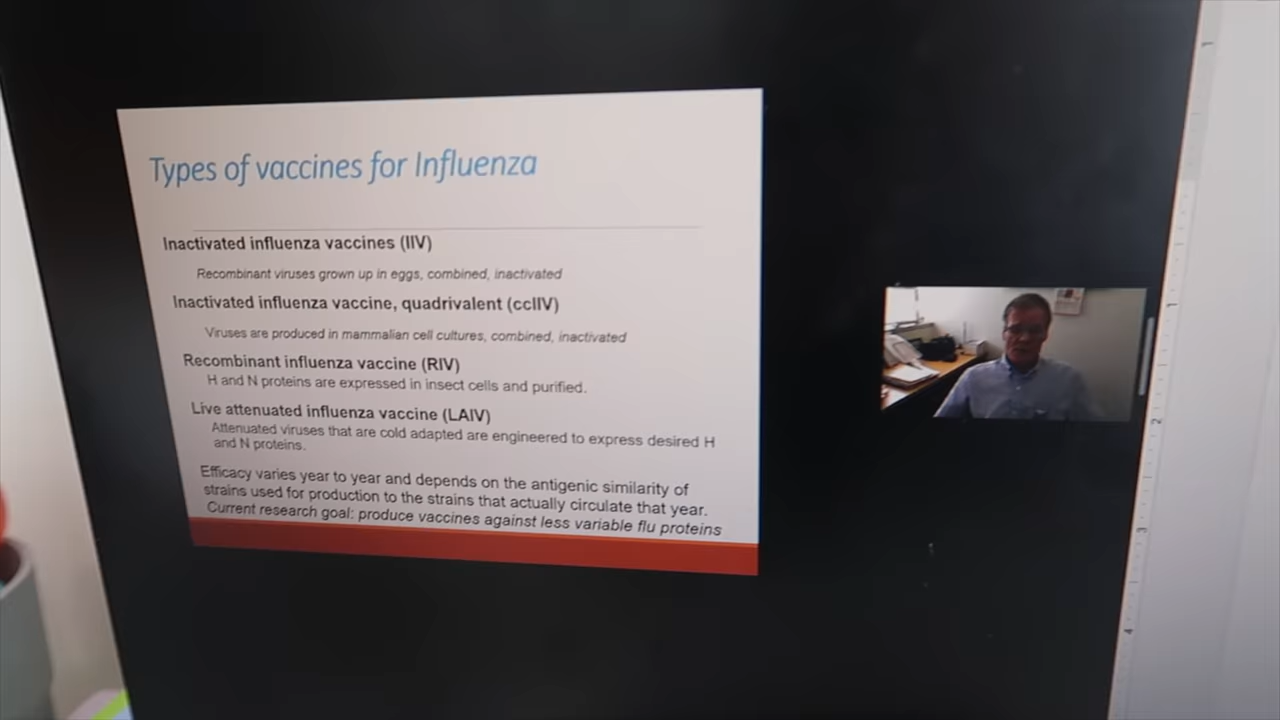 Types of vaccines for Influenza
Inactivated influenza vaccines (IIV)
Recombinant viruses grown up in eggs, combined, inactivated
Inactivated influenza vaccine, quadrivalent (ccIIV)
Viruses are produced in mammalian cell cultures, combined, inactivated
Recombinant influenza vaccine (RIV)
H and N proteins are expressed in insect cells and purified.
Live attenuated influenza vaccine (LAIV)
Attenuated viruses that are cold adapted are engineered to express desired H
and N proteins.
Efficacy varies year to year and depends on the antigenic similarity of
strains used for production to the strains that actually circulate that year.
Current research goal: produce vaccines against less variable flu proteins
1
1
2
3
4